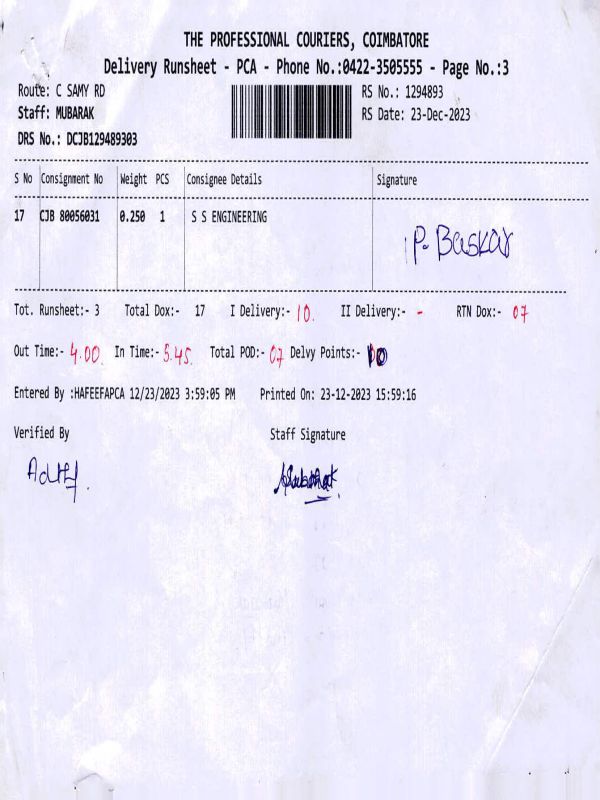 THE PROFESSIONAL COURIERS, COIMBATORE
Delivery Runsheet - PCA - Phone No.:0422-3505555 - Page No.:3
Route: C SAMY RD RS No.: 1294893
Staff: MUBARAK RS Date: 23-Dec-2023
DRS No.: DCJB129489303
S No Consignment No Weight PCS Consignee Details Signature
17 CJB 80056031 0.250 1 S S ENGINEERING P. Baskar
Tot. Runsheet:- 3 Total Dox:- 17 I Delivery:- 10. II Delivery:- - RTN Dox:- 07
Out Time:- 4.00 In Time:- 5.45. Total POD:- 07 Delvy Points:- 10
Entered By :HAFEEFAPCA 12/23/2023 3:59:05 PM Printed On: 23-12-2023 15:59:16
Verified By Staff Signature